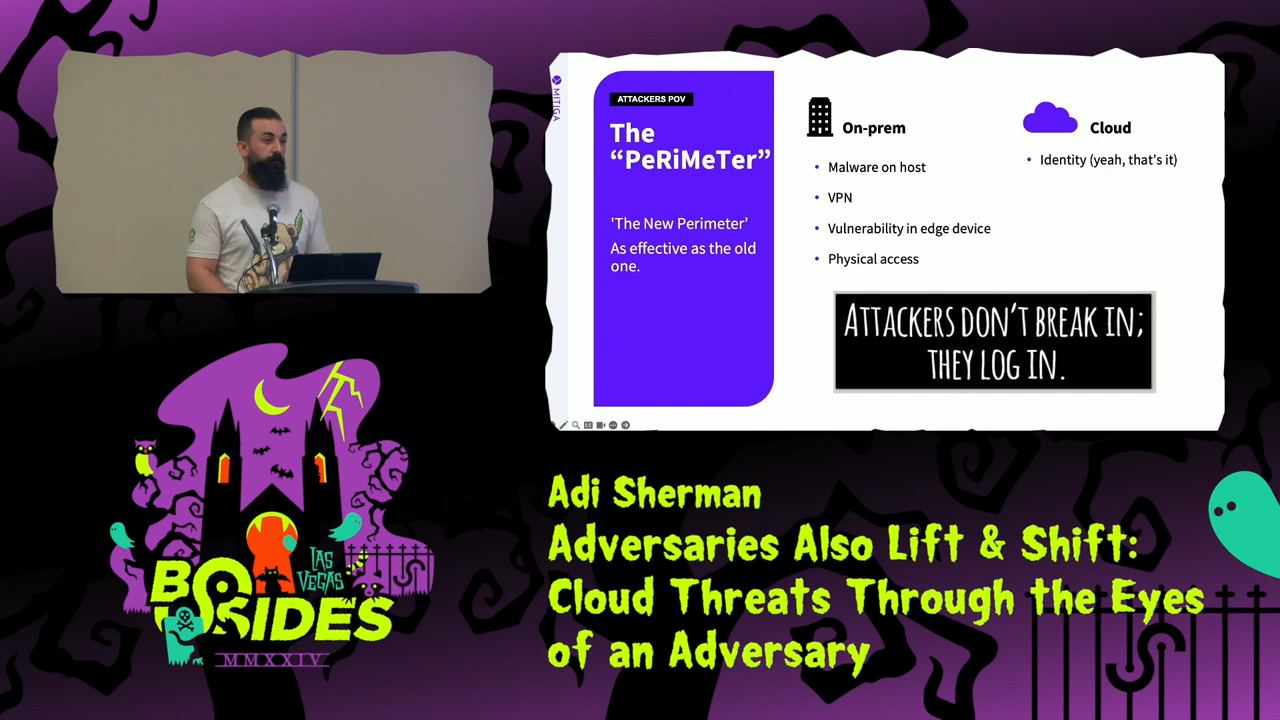 MITIGA
ATTACKERS POV
The
“PeRiMeTer”
'The New Perimeter’
As effective as the old
one.
On-prem
• Malware on host
• VPN
• Vulnerability in edge device
• Physical access
Cloud
• Identity (yeah, that’s it)
ATTACKERS DON’T BREAK IN;
THEY LOG IN.
BSIDES
LAS
VEGAS
MMXXIV
Adi Sherman
Adversaries Also Lift & Shift:
Cloud Threats Through the Eyes
of an Adversary